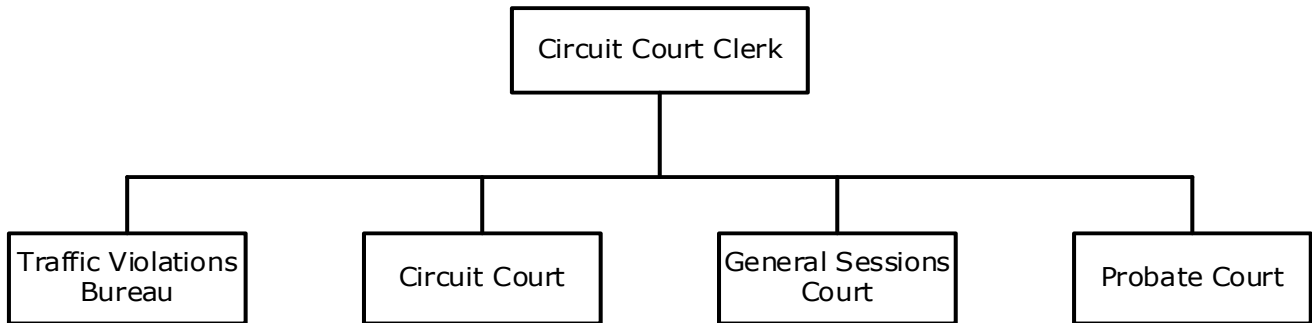 Circuit Court Clerk
Traffic Violations
Bureau
Circuit Court
General Sessions
Court
Probate Court